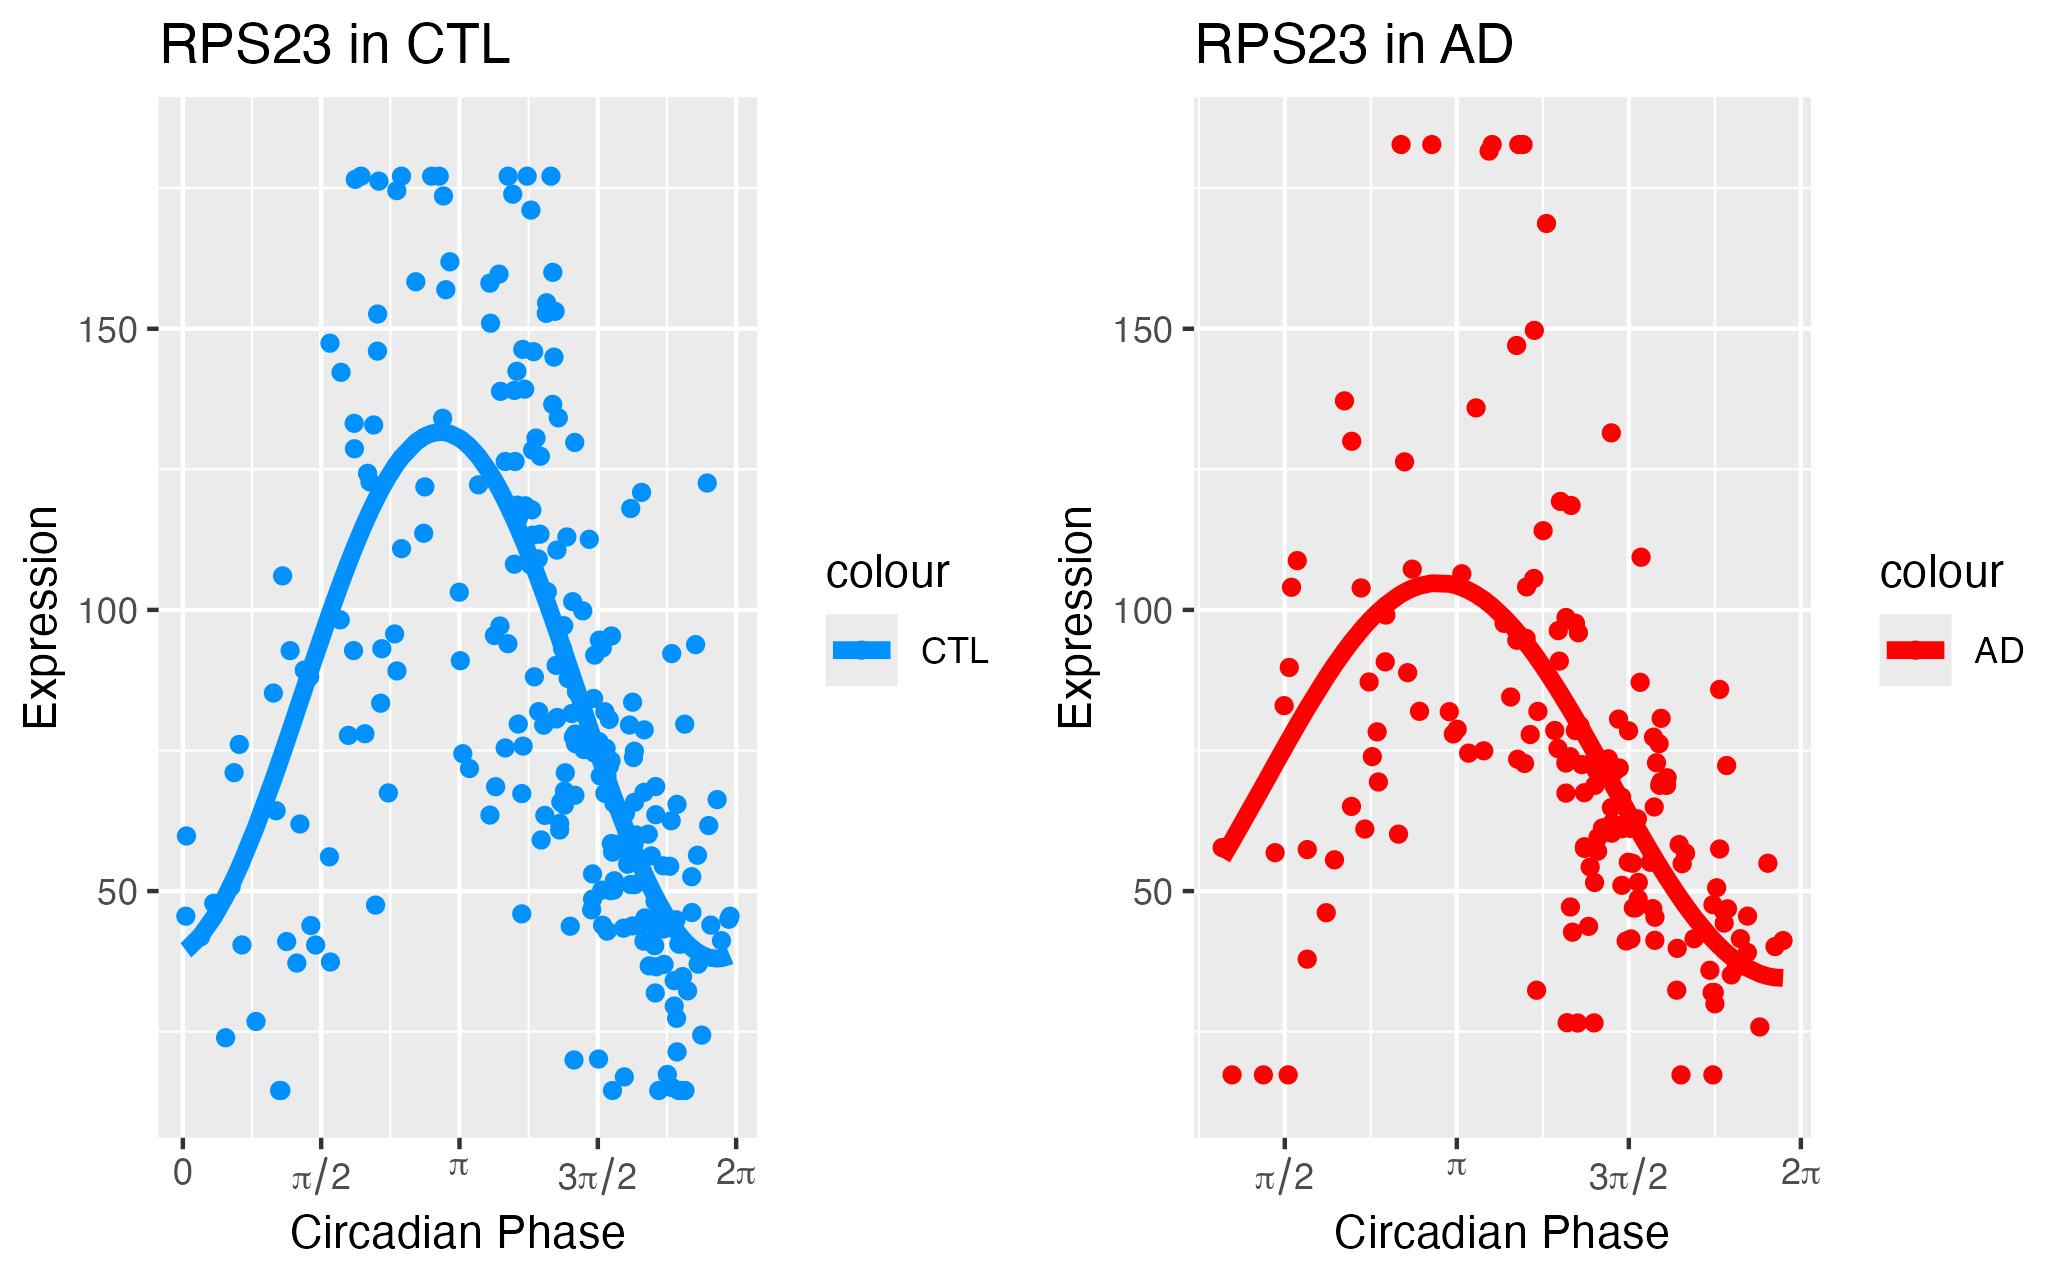 RPS23 in CTL
Expression
150
100
50
0 π/2 π 3π/2 2π
Circadian Phase
colour
CTL
RPS23 in AD
Expression
150
100
50
π/2 π 3π/2 2π
Circadian Phase
colour
AD